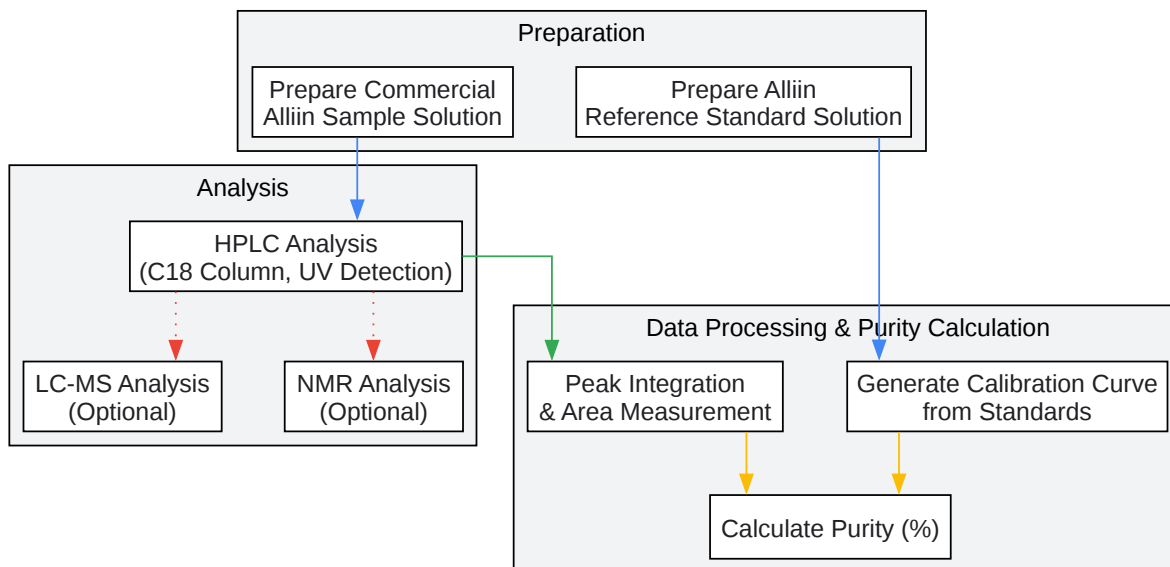 Preparation
Prepare Commercial
Alliin Sample Solution
Prepare Alliin
Reference Standard Solution
Analysis
HPLC Analysis
(C18 Column, UV Detection)
LC-MS Analysis
(Optional)
NMR Analysis
(Optional)
Data Processing & Purity Calculation
Peak Integration
& Area Measurement
Generate Calibration Curve
from Standards
Calculate Purity (%)